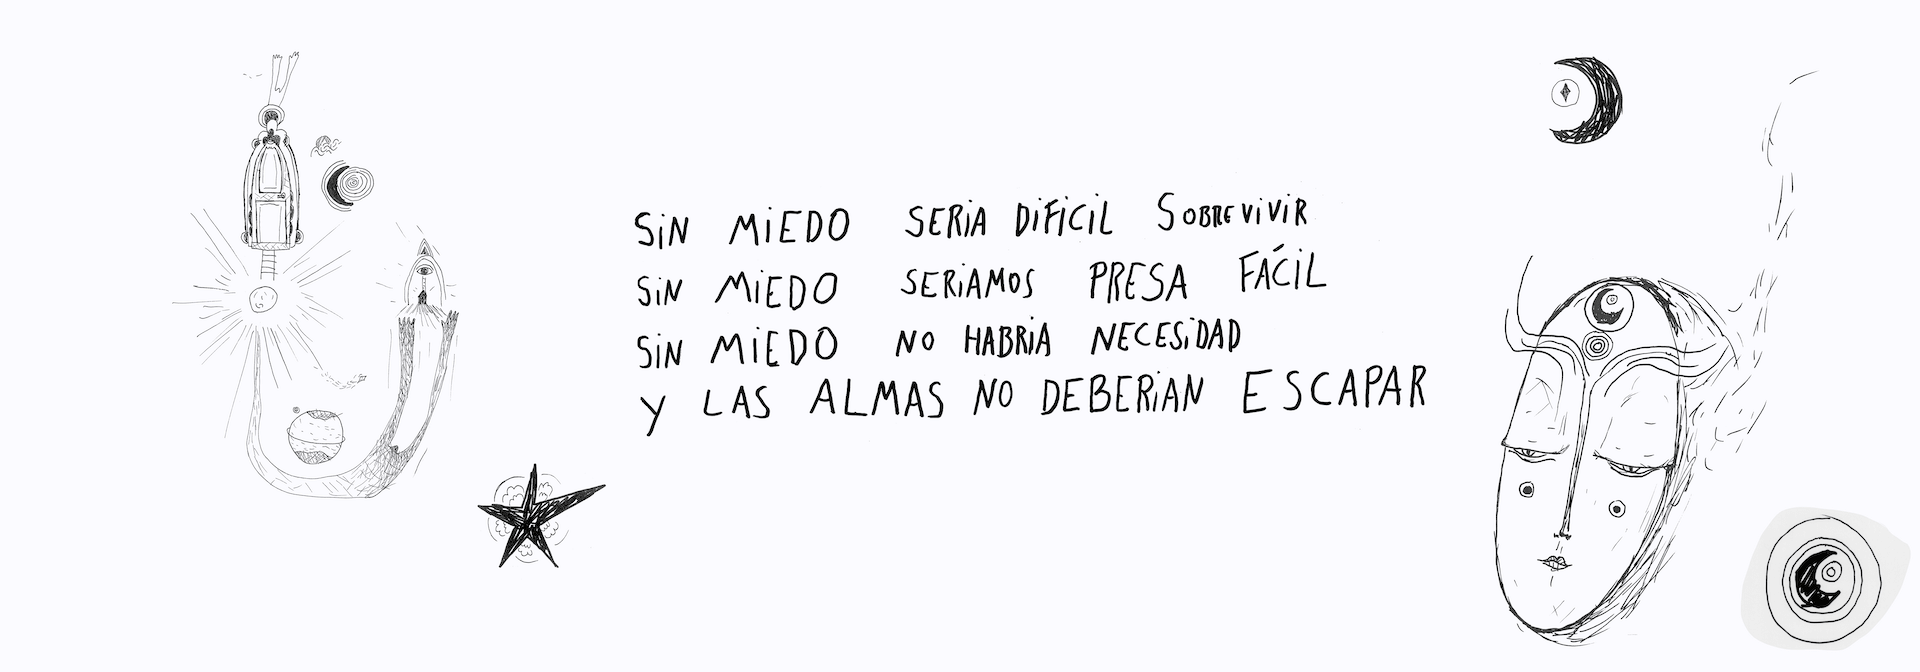 SiN MiEDO SERiA DiFiCiL SOBREViViR
SiN MiEDO SERiAMOS PRESA FÁCiL
SiN MiEDO NO HABRiA NECESiDAD
Y LAS ALMAS NO DEBERiAN ESCAPAR